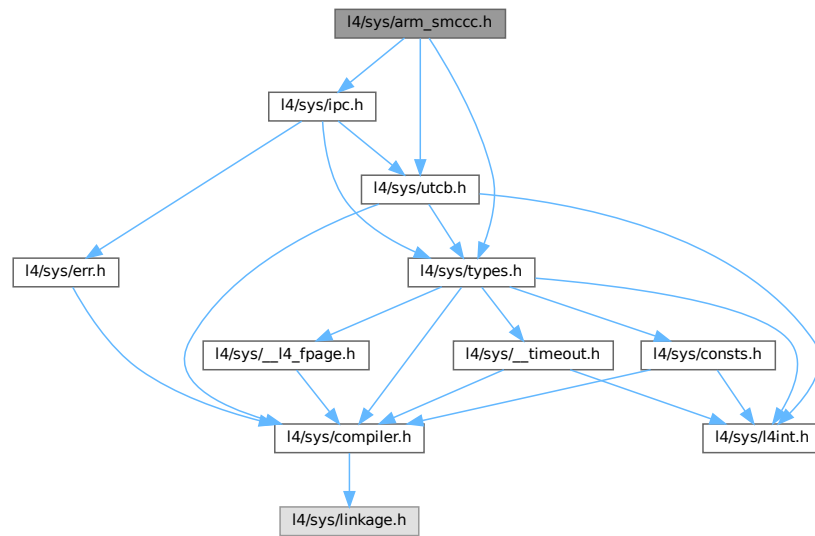 l4/sys/arm_smccc.h
l4/sys/ipc.h
l4/sys/utcb.h
l4/sys/err.h
l4/sys/types.h
l4/sys/__l4_fpage.h
l4/sys/__timeout.h
l4/sys/consts.h
l4/sys/compiler.h
l4/sys/l4int.h
l4/sys/linkage.h